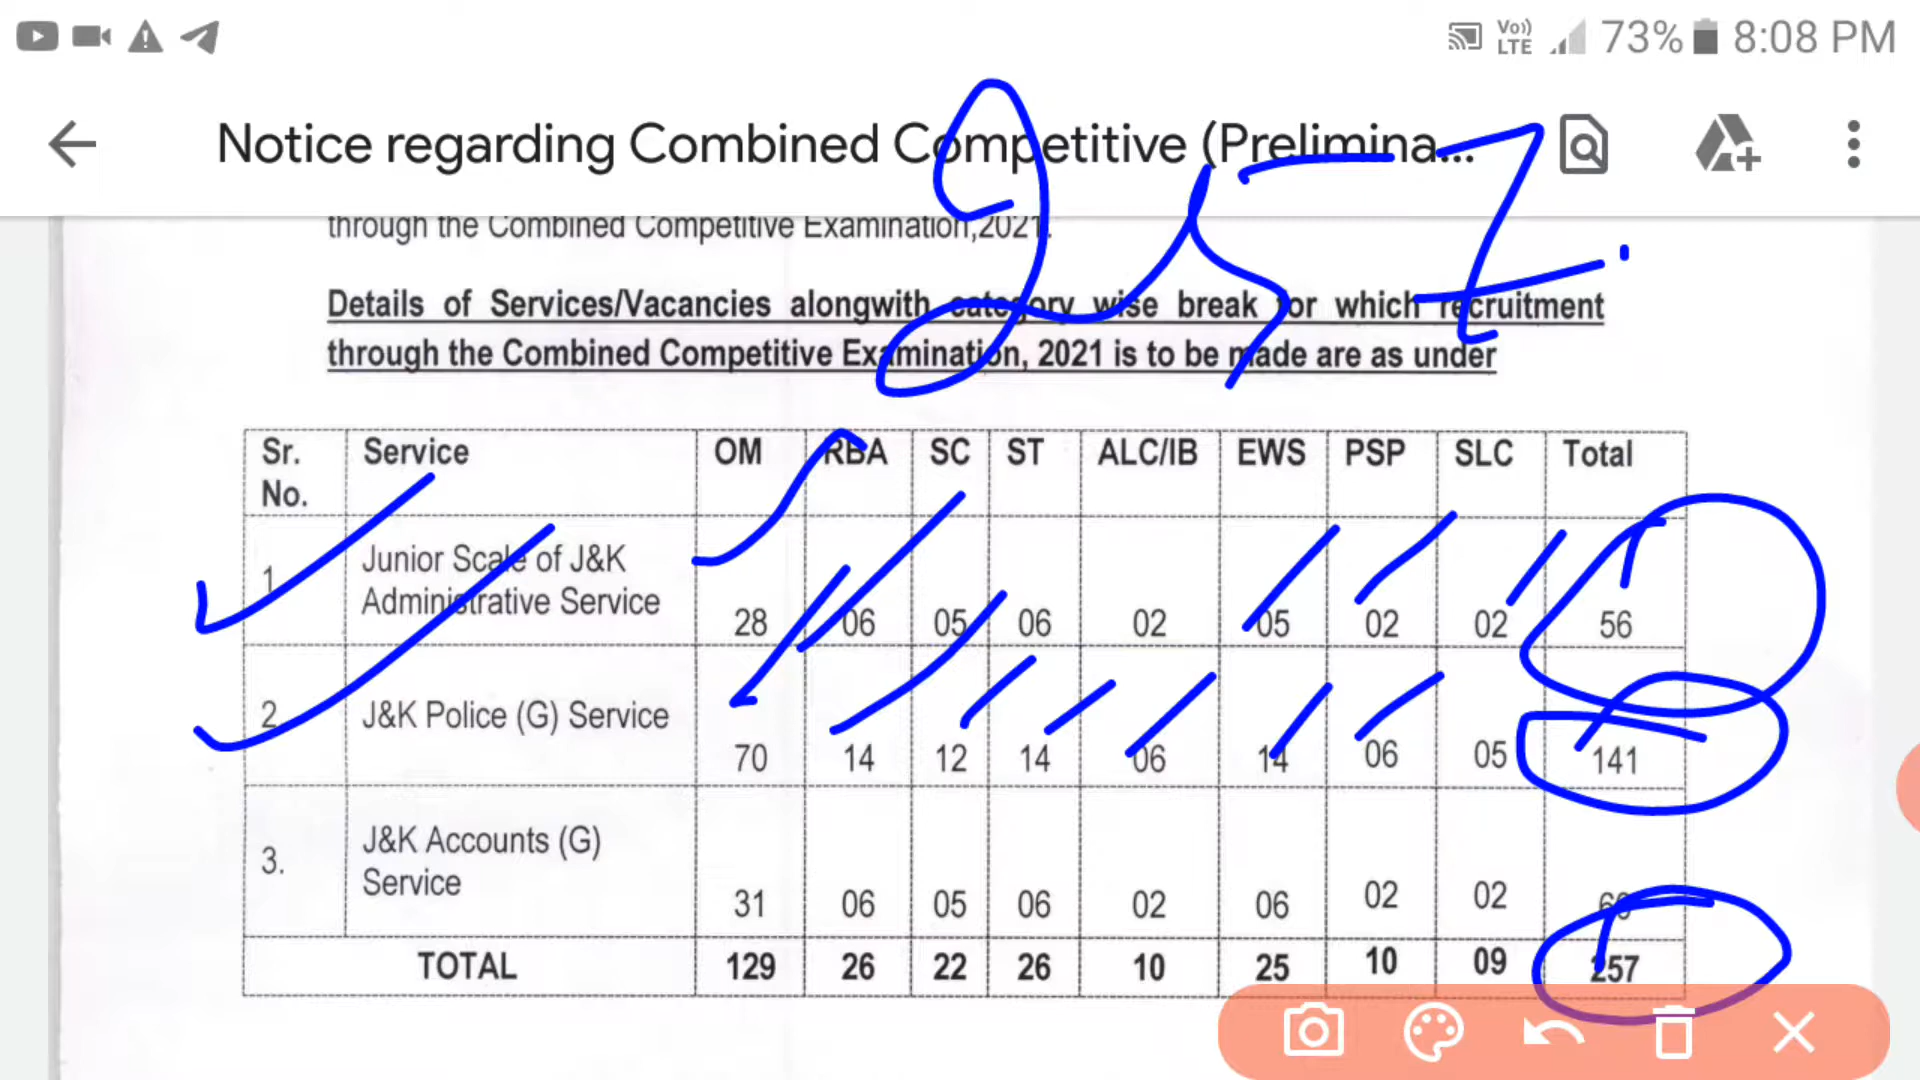 Vo)) LTE 73% 8:08 PM
Notice regarding Combined Competitive (Prelimina...
through the Combined Competitive Examination,2021.
257
Details of Services/Vacancies alongwith category wise break for which recruitment
through the Combined Competitive Examination, 2021 is to be made are as under
Sr. No. Service OM RBA SC ST ALC/IB EWS PSP SLC Total
1 Junior Scale of J&K Administrative Service 28 06 05 06 02 05 02 02 56
2 J&K Police (G) Service 70 14 12 14 06 14 06 05 141
3. J&K Accounts (G) Service 31 06 05 06 02 06 02 02 60
TOTAL 129 26 22 26 10 25 10 09 257